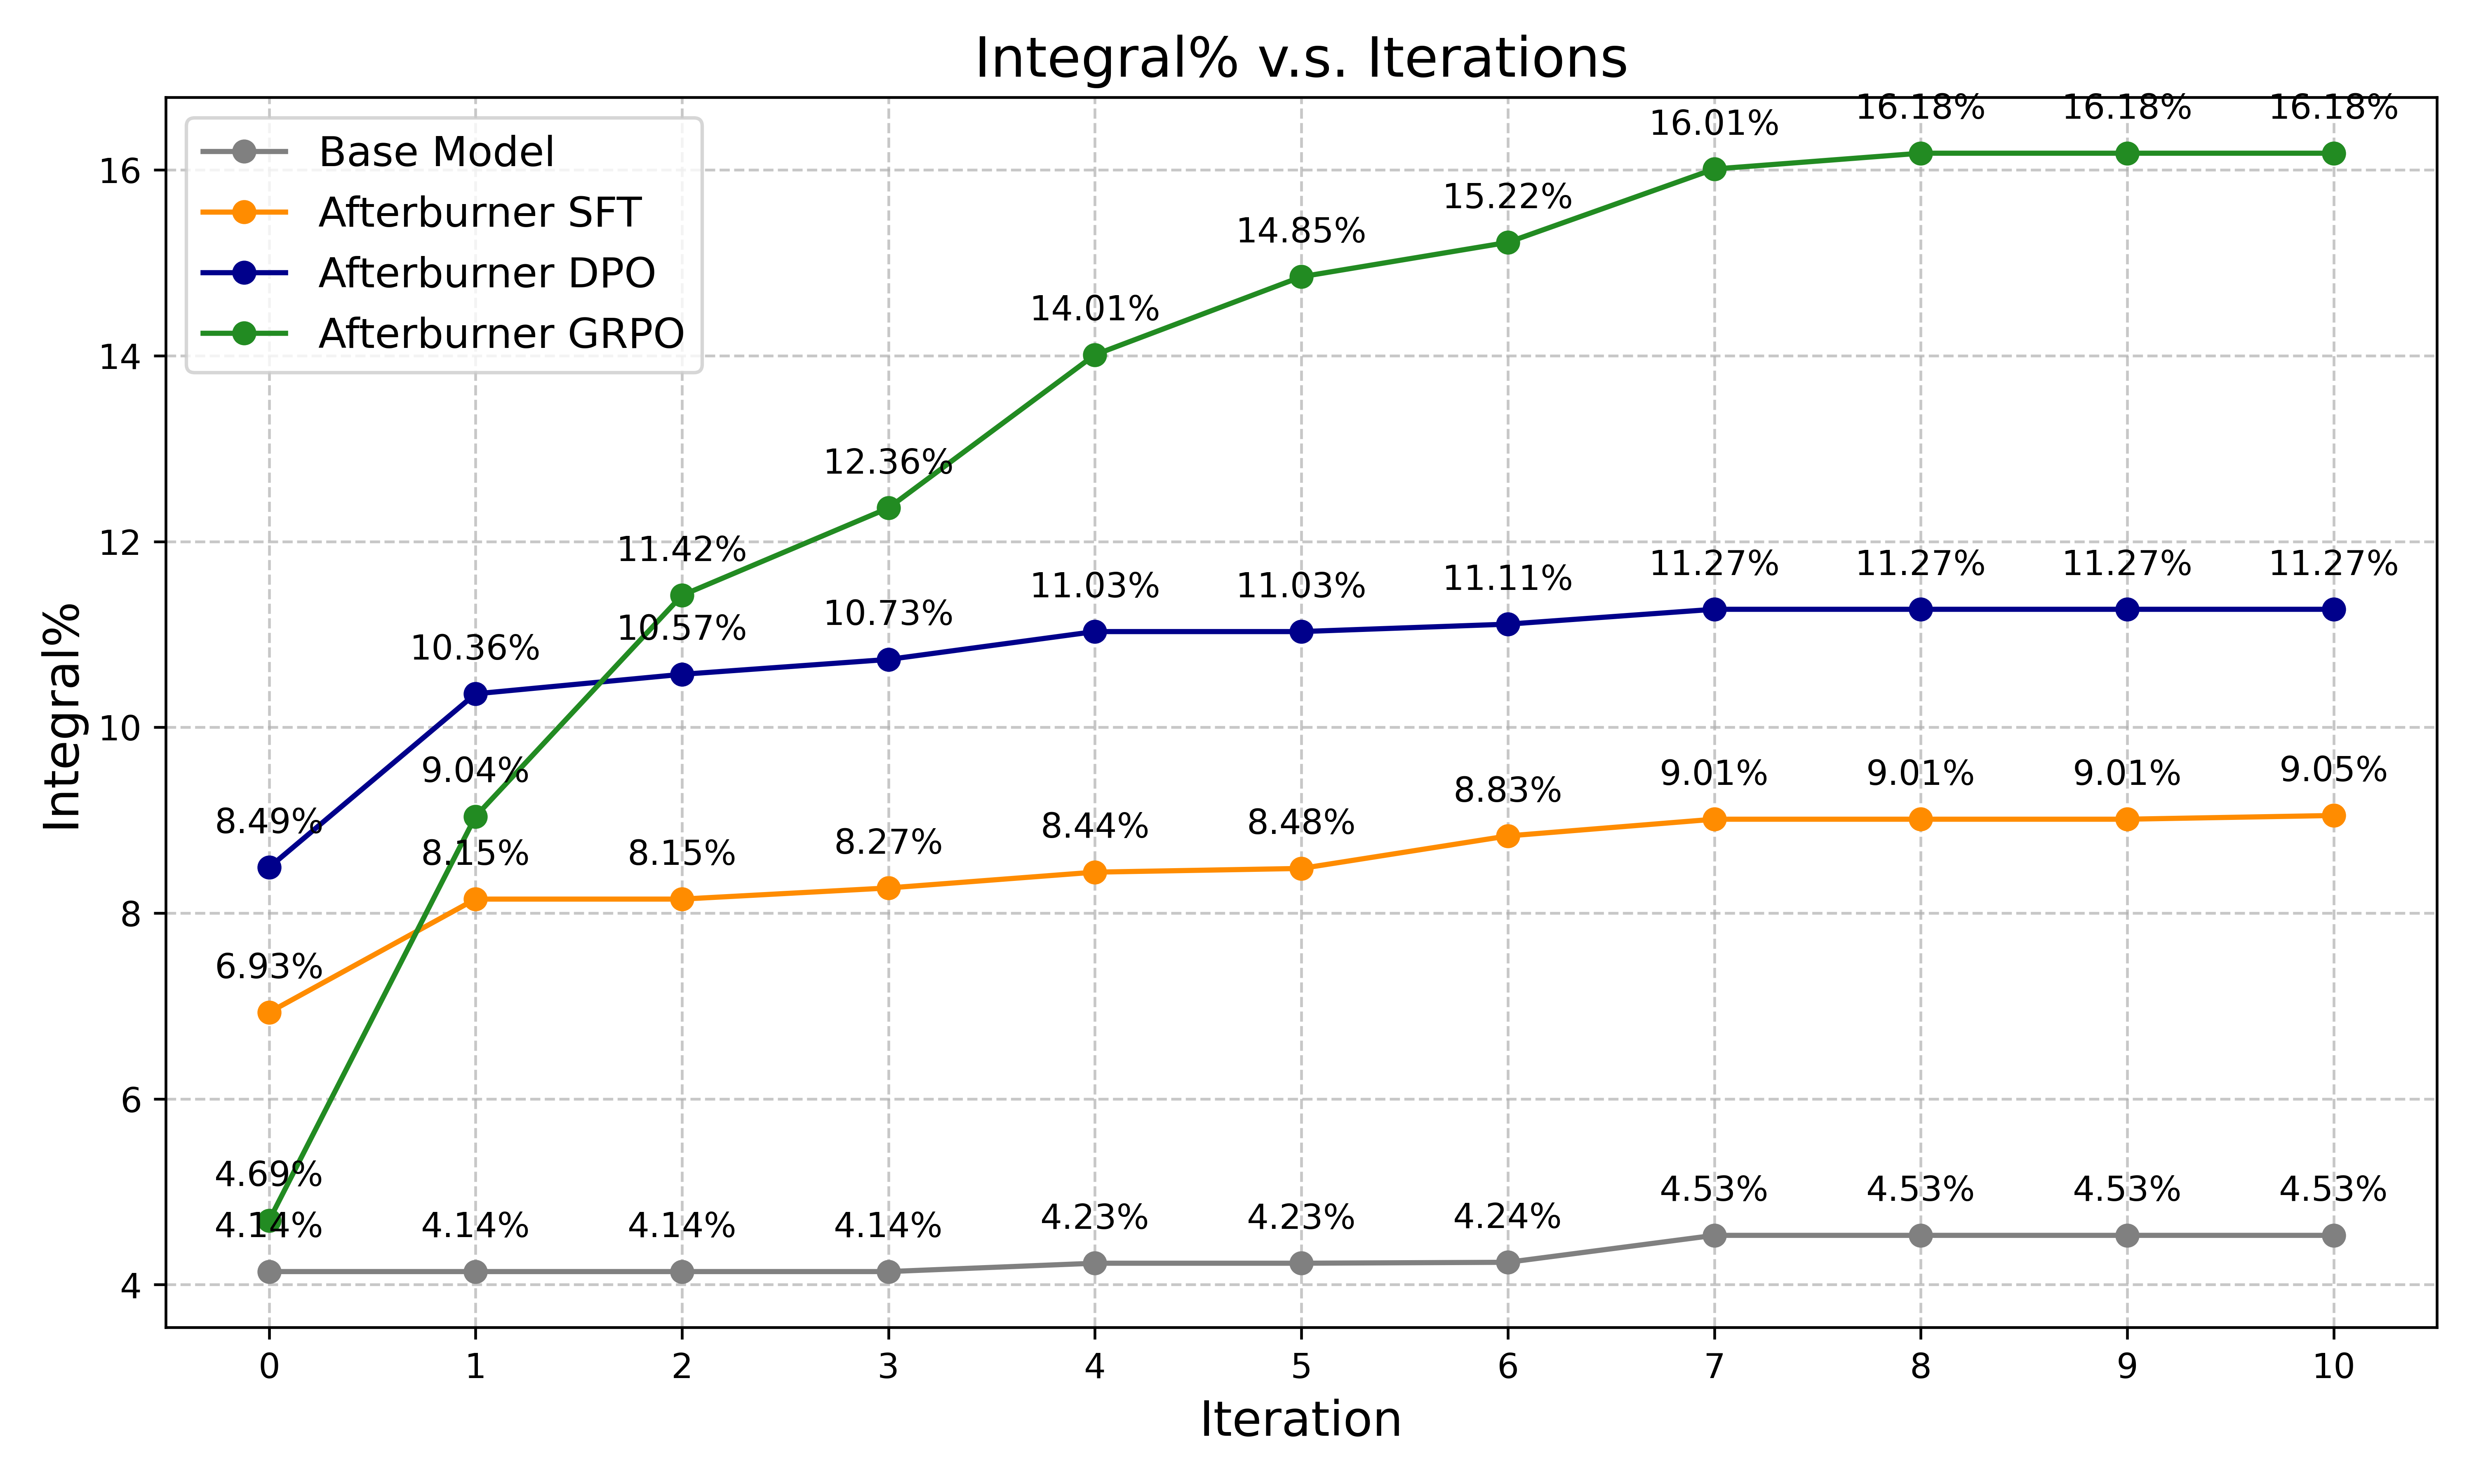 Integral% v.s. Iterations
Base Model
Afterburner SFT
Afterburner DPO
Afterburner GRPO
Integral%
16
14
12
10
8
6
4
4.69% 9.04% 11.42% 12.36% 14.01% 14.85% 15.22% 16.01% 16.18% 16.18% 16.18%
8.49% 10.36% 10.57% 10.73% 11.03% 11.03% 11.11% 11.27% 11.27% 11.27% 11.27%
6.93% 8.15% 8.15% 8.27% 8.44% 8.48% 8.83% 9.01% 9.01% 9.01% 9.05%
4.14% 4.14% 4.14% 4.14% 4.23% 4.23% 4.24% 4.53% 4.53% 4.53% 4.53%
0 1 2 3 4 5 6 7 8 9 10
Iteration